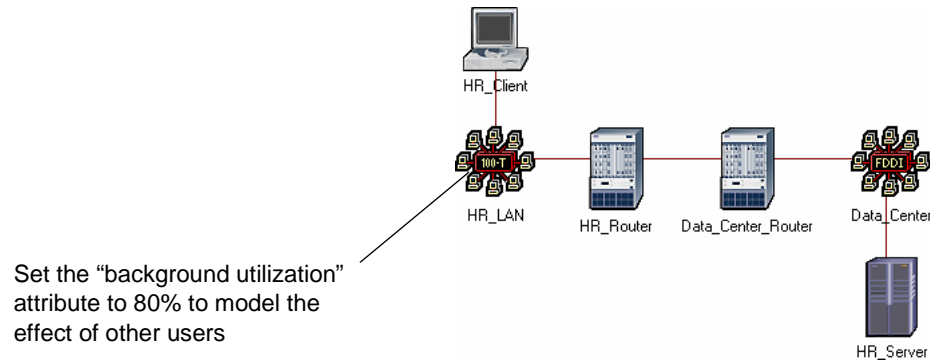 HR_Client
100-T
FDDI
HR_LAN
HR_Router
Data_Center_Router
Data_Center
Set the “background utilization”
attribute to 80% to model the
effect of other users
HR_Server